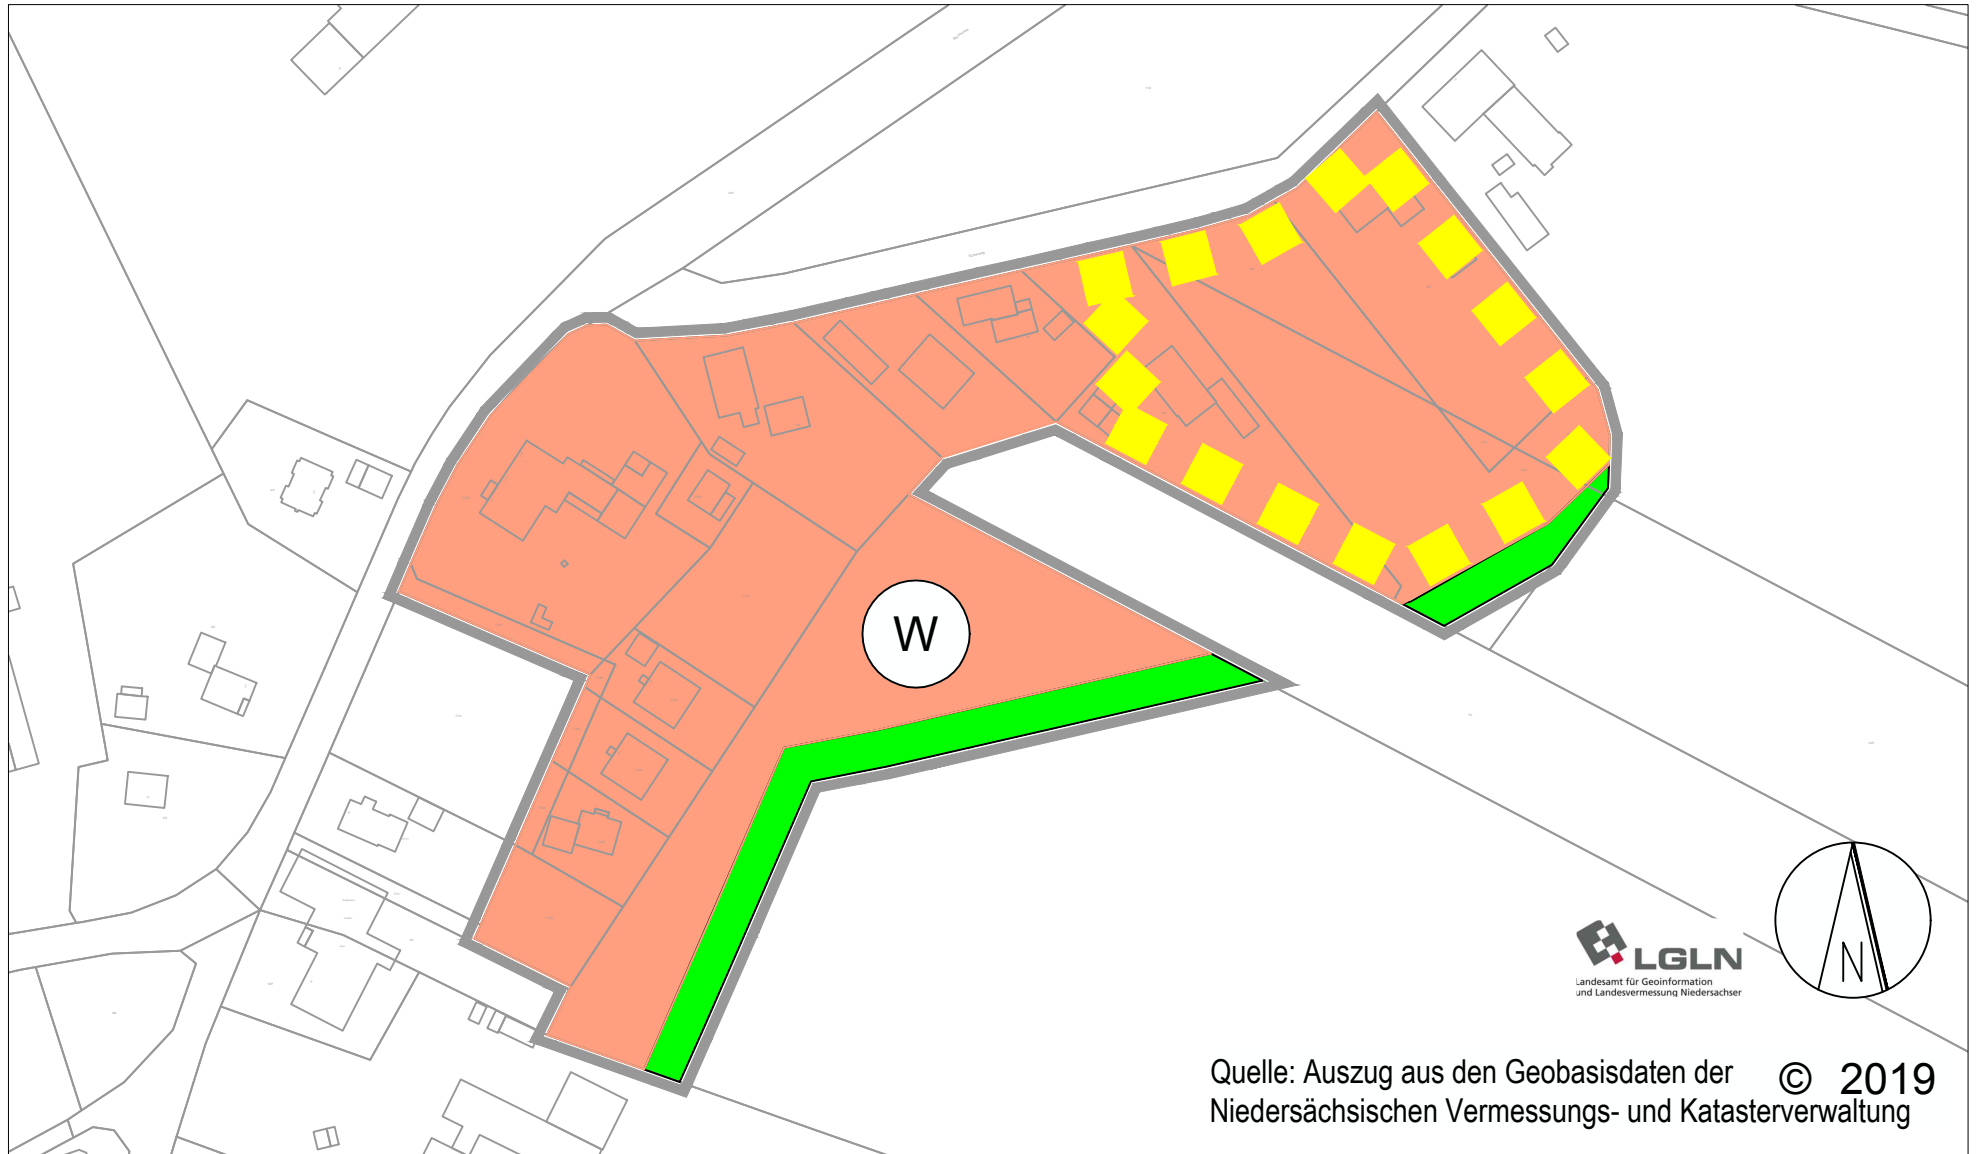 W
LGLN
Landesamt für Geoinformation
und Landesvermessung Niedersachsen
N
Quelle: Auszug aus den Geobasisdaten der © 2019
Niedersächsischen Vermessungs- und Katasterverwaltung